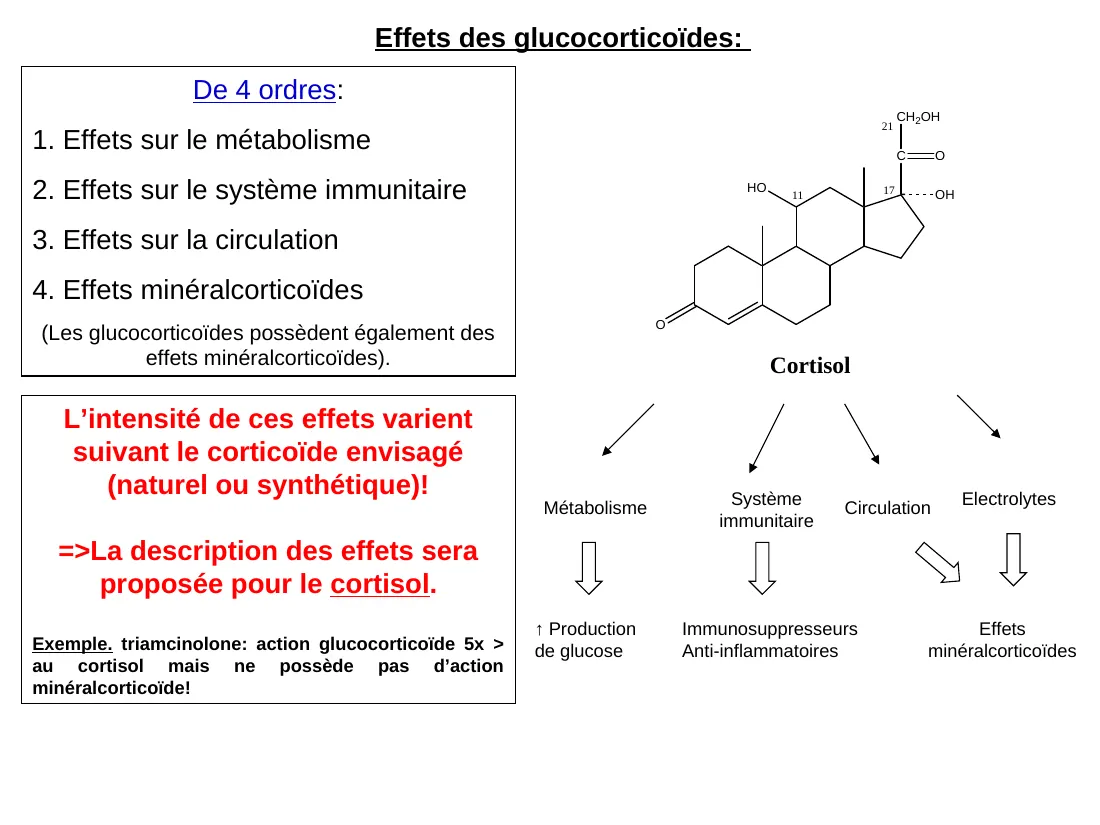 Effets des glucocorticoïdes:
De 4 ordres:
1. Effets sur le métabolisme
2. Effets sur le système immunitaire
3. Effets sur la circulation
4. Effets minéralcorticoïdes
(Les glucocorticoïdes possèdent également des
effets minéralcorticoïdes).
L’intensité de ces effets varient
suivant le corticoïde envisagé
(naturel ou synthétique)!
=>La description des effets sera
proposée pour le cortisol.
Exemple. triamcinolone: action glucocorticoïde 5x >
au cortisol mais ne possède pas d’action
minéralcorticoïde!
21 CH₂OH
C O
HO 11 17 OH
O
Cortisol
Métabolisme
Système
immunitaire
Circulation
Electrolytes
↑ Production
de glucose
Immunosuppresseurs
Anti-inflammatoires
Effets
minéralcorticoïdes